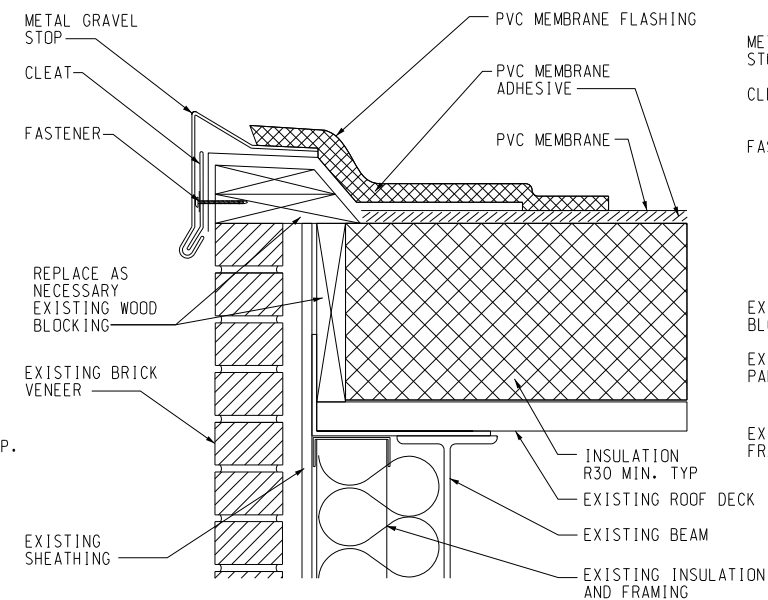 METAL GRAVEL
STOP
CLEAT
FASTENER
REPLACE AS
NECESSARY
EXISTING WOOD
BLOCKING
EXISTING BRICK
VENEER
P.
EXISTING
SHEATHING
PVC MEMBRANE FLASHING
PVC MEMBRANE
ADHESIVE
PVC MEMBRANE
INSULATION
R30 MIN. TYP
EXISTING ROOF DECK
EXISTING BEAM
EXISTING INSULATION
AND FRAMING